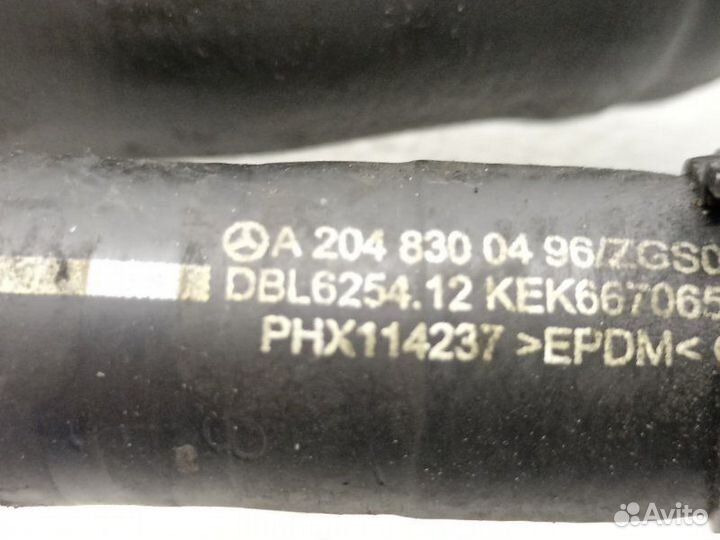 A 204 830 04 96/ZGS0
DBL6254.12 KEK667065
PHX114237 >EPDM<
Avito